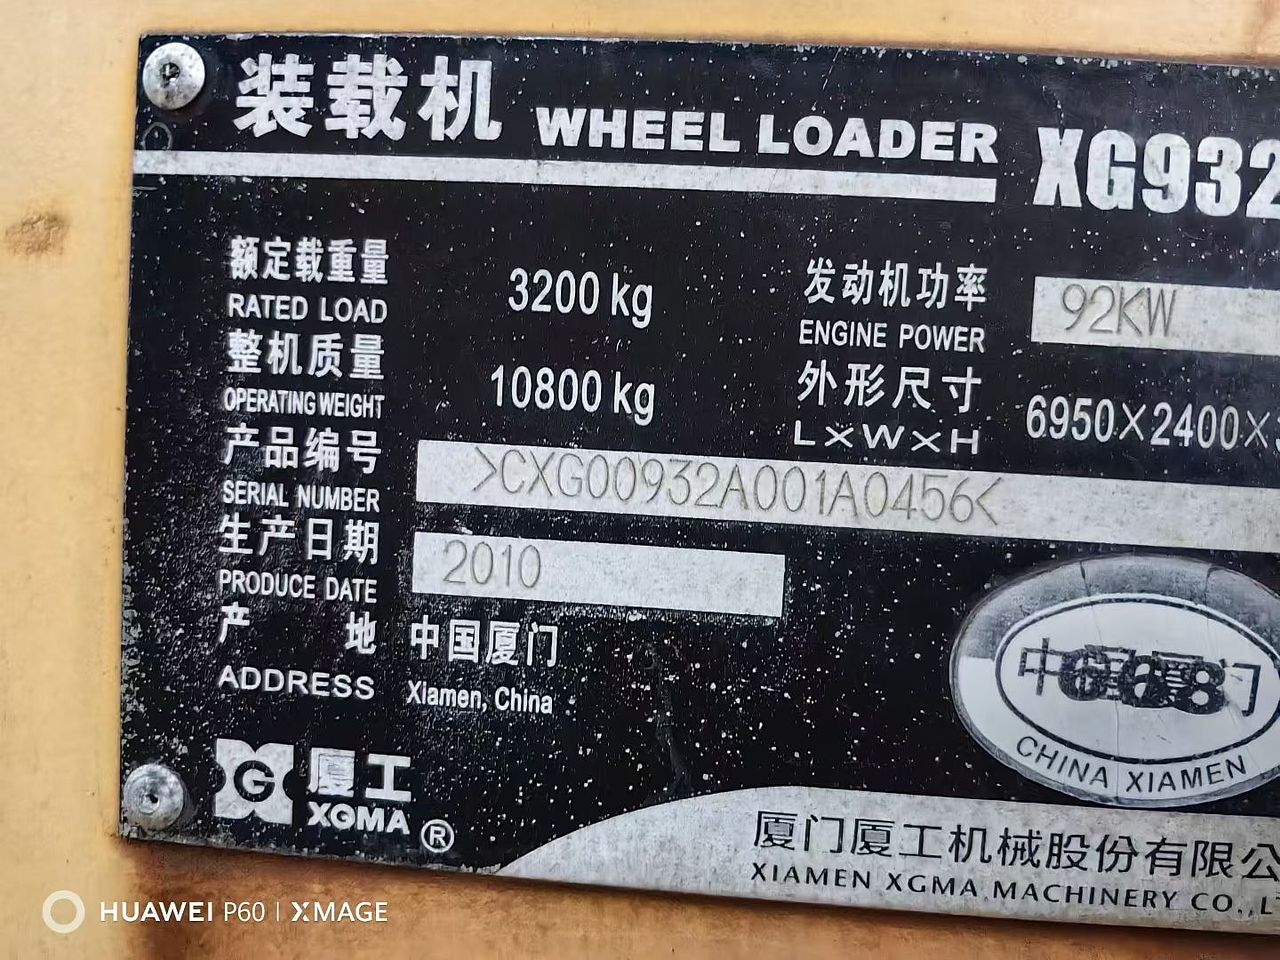 装载机 WHEEL LOADER XG932
额定载重量
RATED LOAD
3200 kg
发动机功率
ENGINE POWER
92KW
整机质量
OPERATING WEIGHT
10800 kg
外形尺寸
L×W×H
6950×2400×
产品编号
SERIAL NUMBER
>CXG00932A001A0456<
生产日期
PRODUCE DATE
2010
产 地
ADDRESS
中国厦门
Xiamen, China
668
CHINA XIAMEN
G 厦工
XGMA ®
厦门厦工机械股份有限公
XIAMEN XGMA MACHINERY CO.,LT
HUAWEI P60 | XMAGE